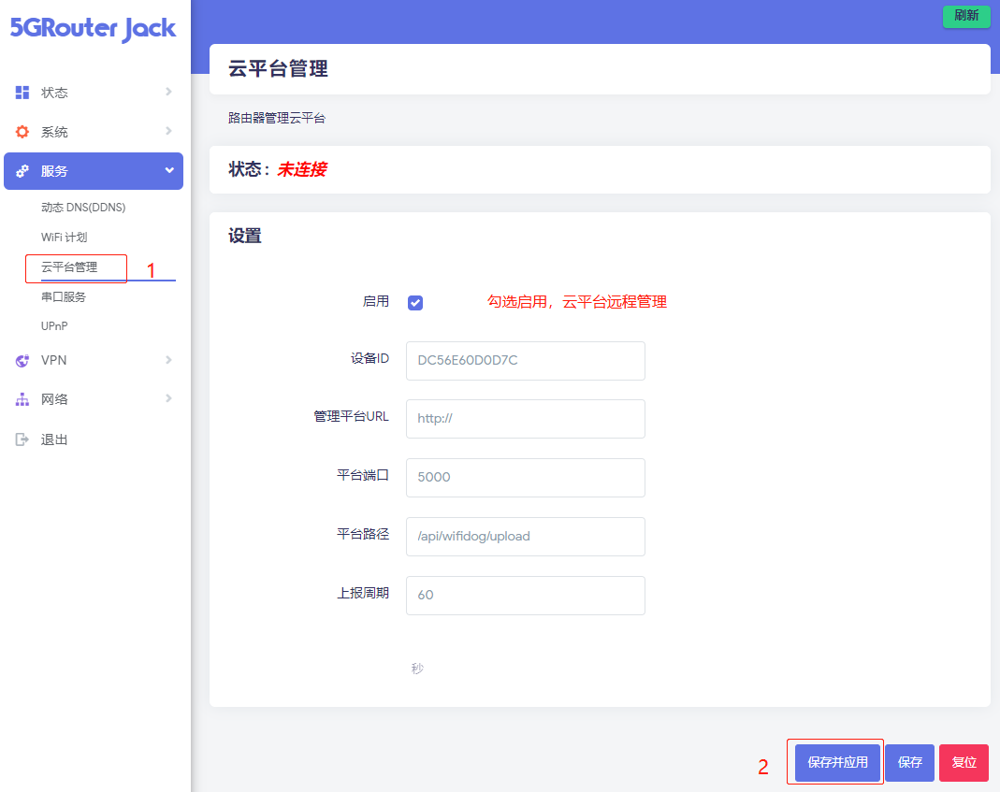 5GRouter Jack
刷新
状态
系统
服务
动态 DNS(DDNS)
WiFi 计划
云平台管理
1
串口服务
UPnP
VPN
网络
退出
云平台管理
路由器管理云平台
状态：未连接
设置
启用
勾选启用，云平台远程管理
设备ID
DC56E60D0D7C
管理平台URL
http://
平台端口
5000
平台路径
/api/wifidog/upload
上报周期
60
秒
2
保存并应用
保存
复位